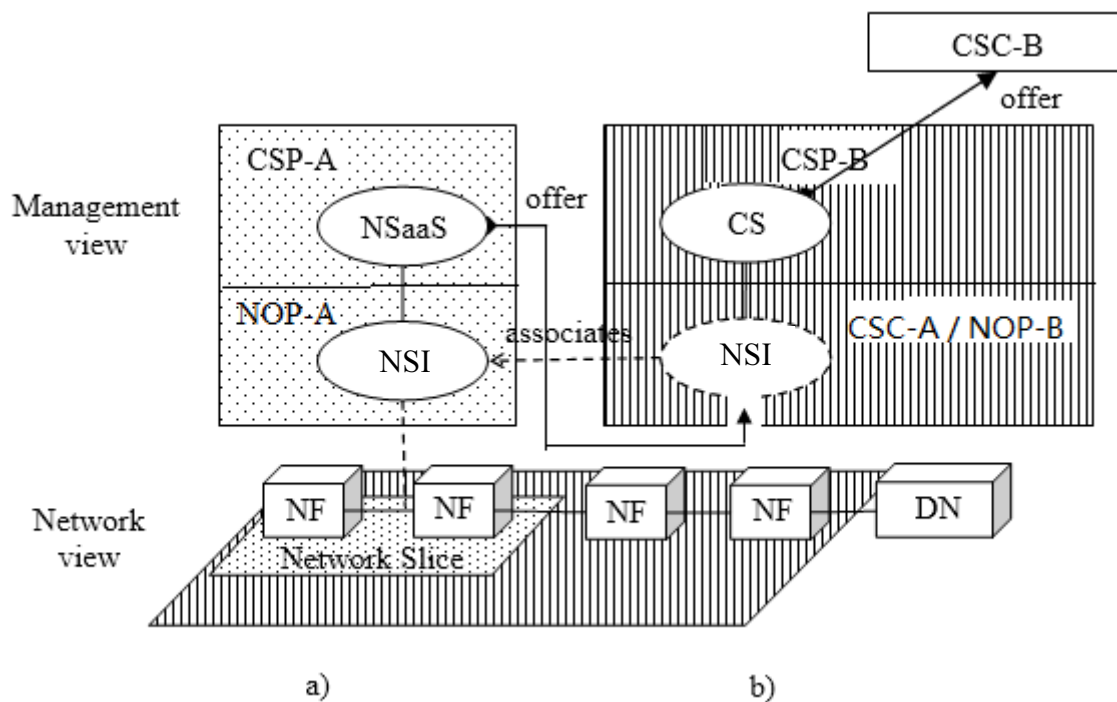 CSC-B
offer
CSP-A
CSP-B
Management
view
offer
NSaaS
CS
NOP-A
CSC-A / NOP-B
associates
NSI
NSI
Network
view
NF
NF
NF
NF
DN
Network Slice
a)
b)